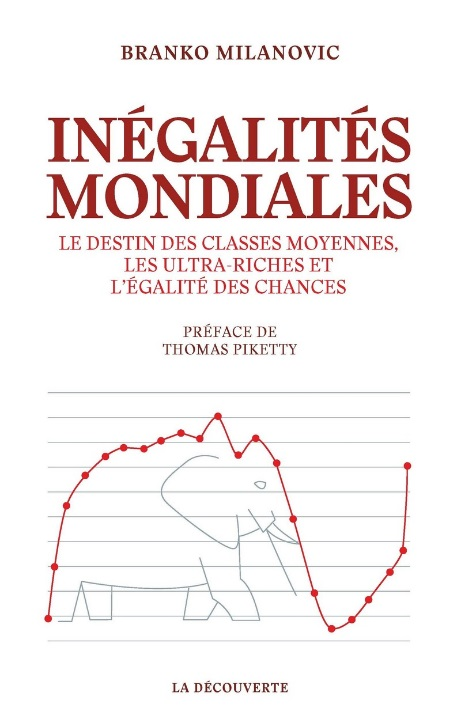 BRANKO MILANOVIC
INÉGALITÉS
MONDIALES
LE DESTIN DES CLASSES MOYENNES,
LES ULTRA-RICHES ET
L’ÉGALITÉ DES CHANCES
PRÉFACE DE
THOMAS PIKETTY
LA DÉCOUVERTE